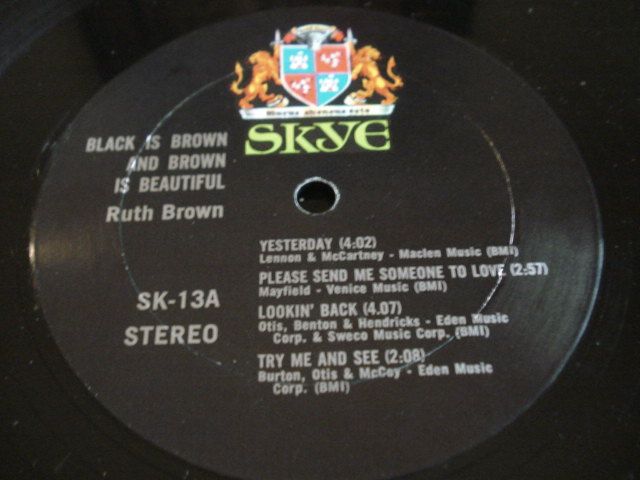 SKYE
BLACK IS BROWN
AND BROWN
IS BEAUTIFUL
Ruth Brown
SK-13A
STEREO
YESTERDAY (4:02)
Lennon & McCartney - Maclen Music (BMI)
PLEASE SEND ME SOMEONE TO LOVE (2:57)
Mayfield - Venice Music (BMI)
LOOKIN' BACK (4.07)
Otis, Benton & Hendricks - Eden Music
Corp. & Sweco Music Corp. (BMI)
TRY ME AND SEE (2:08)
Burton, Otis & McCoy - Eden Music
Corp. (BMI)